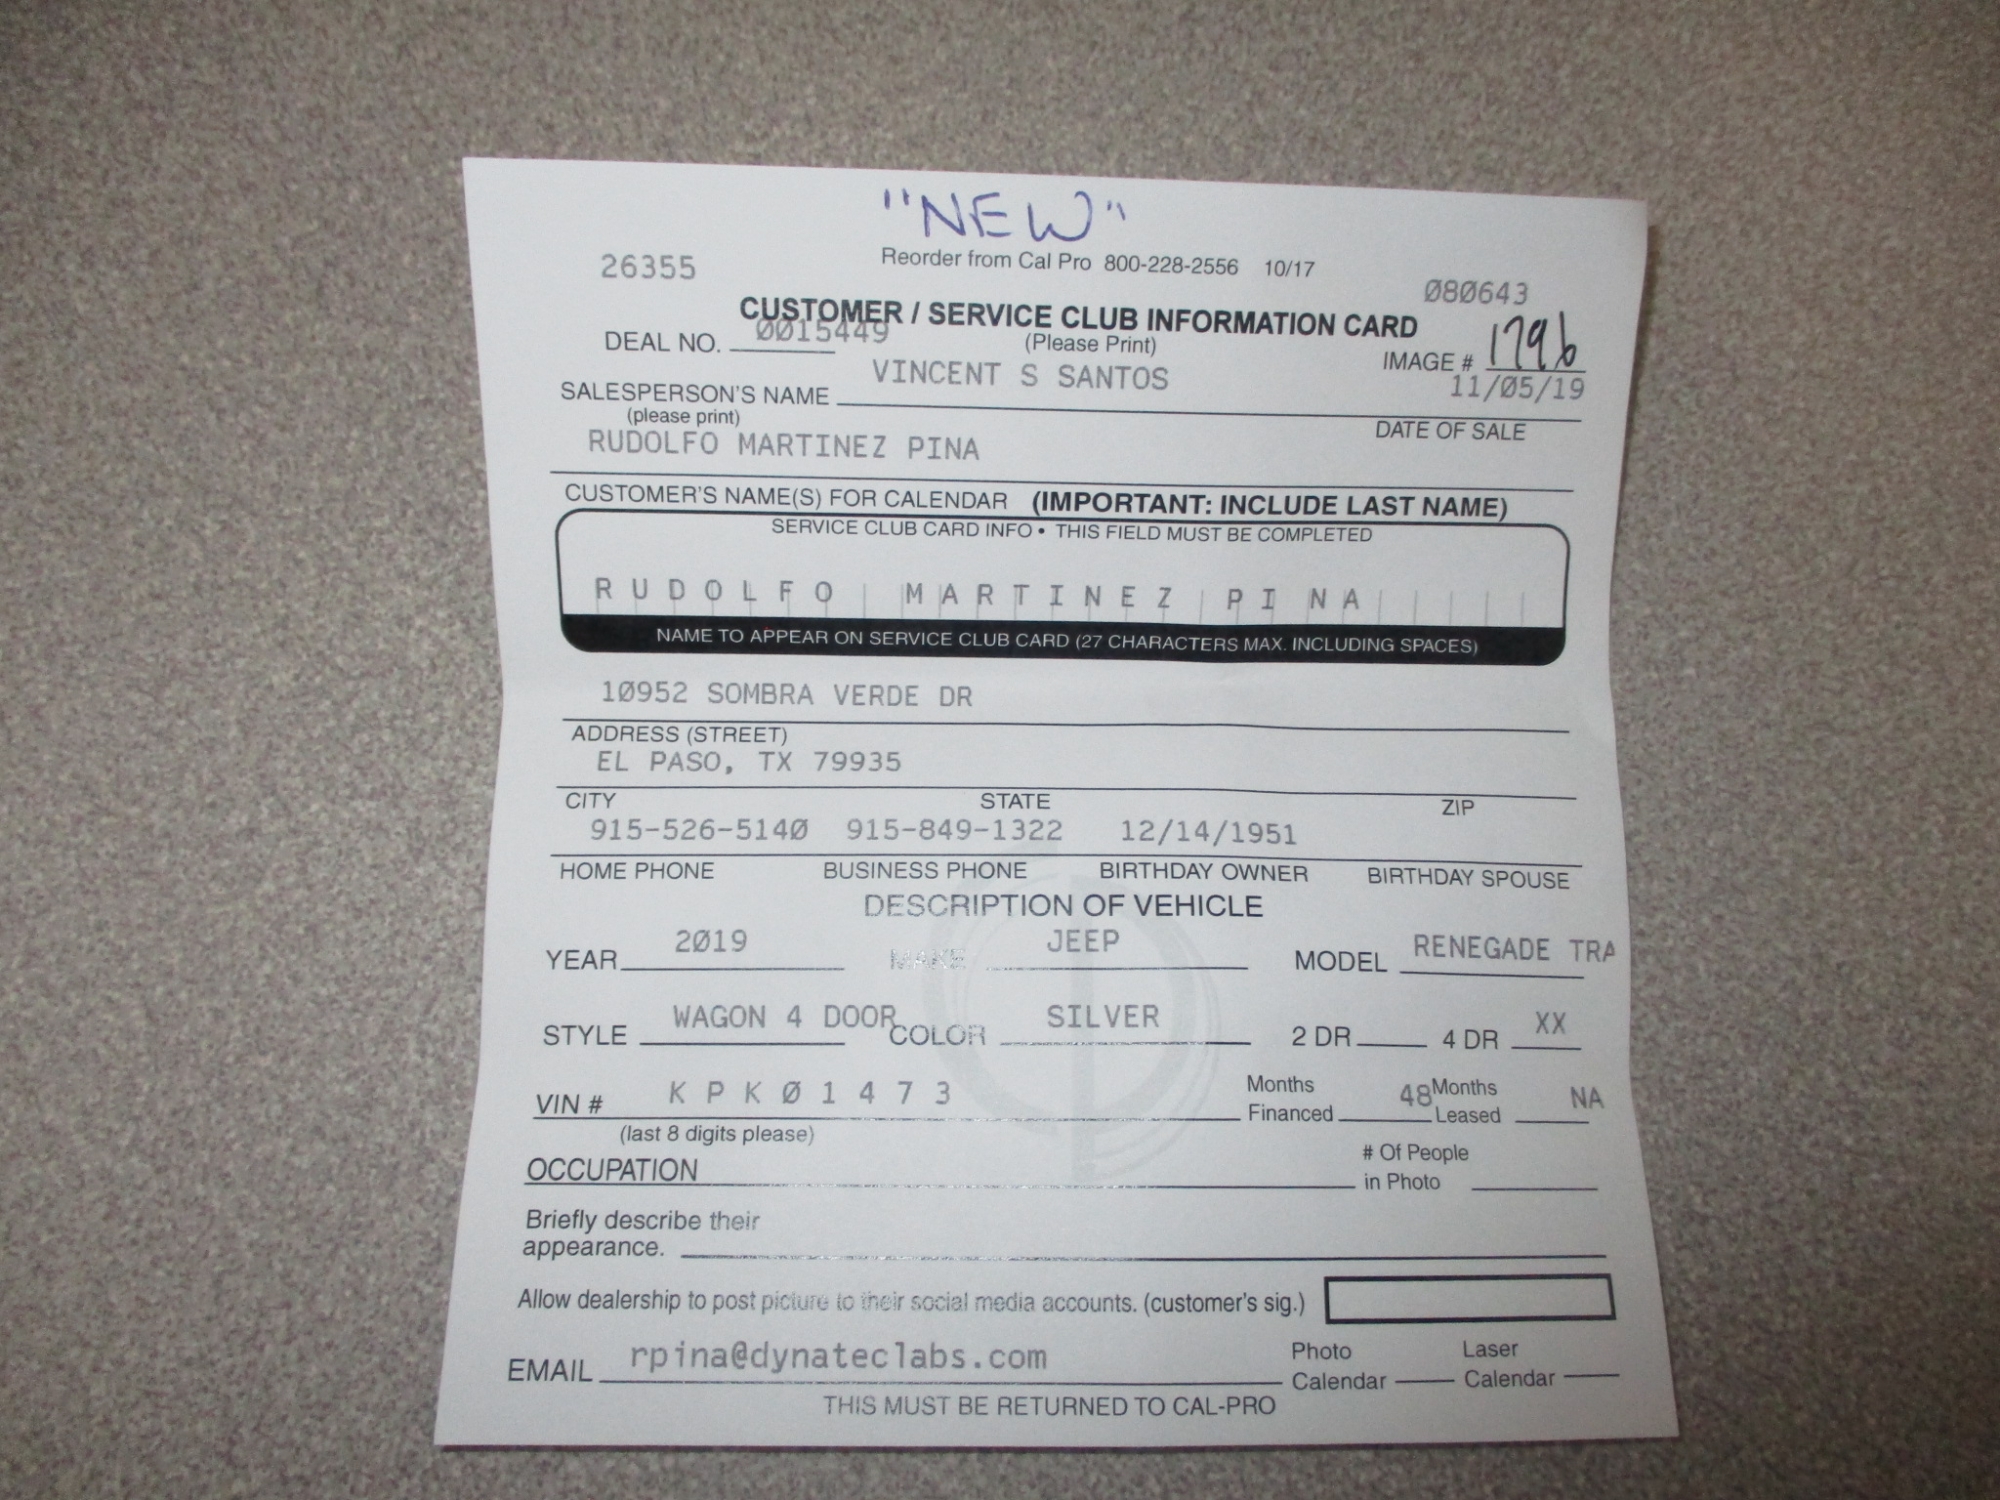 "NEW"
Reorder from Cal Pro 800-228-2556 10/17
26355
080643
CUSTOMER / SERVICE CLUB INFORMATION CARD
DEAL NO. 0015449 (Please Print) IMAGE # 1796
SALESPERSON'S NAME VINCENT S SANTOS 11/05/19
(please print) DATE OF SALE
RUDOLFO MARTINEZ PINA
CUSTOMER'S NAME(S) FOR CALENDAR (IMPORTANT: INCLUDE LAST NAME)
SERVICE CLUB CARD INFO • THIS FIELD MUST BE COMPLETED
RUDOLFO MARTINEZ PINA
NAME TO APPEAR ON SERVICE CLUB CARD (27 CHARACTERS MAX. INCLUDING SPACES)
10952 SOMBRA VERDE DR
ADDRESS (STREET)
EL PASO, TX 79935
CITY STATE ZIP
915-526-5140 915-849-1322 12/14/1951
HOME PHONE BUSINESS PHONE BIRTHDAY OWNER BIRTHDAY SPOUSE
DESCRIPTION OF VEHICLE
YEAR 2019 MAKE JEEP MODEL RENEGADE TRA
STYLE WAGON 4 DOOR COLOR SILVER 2 DR 4 DR XX
VIN # KPK01473 Months Financed 48 Months Leased NA
(last 8 digits please)
OCCUPATION # Of People in Photo
Briefly describe their
appearance.
Allow dealership to post picture to their social media accounts. (customer's sig.)
EMAIL rpina@dynateclabs.com Photo Calendar Laser Calendar
THIS MUST BE RETURNED TO CAL-PRO